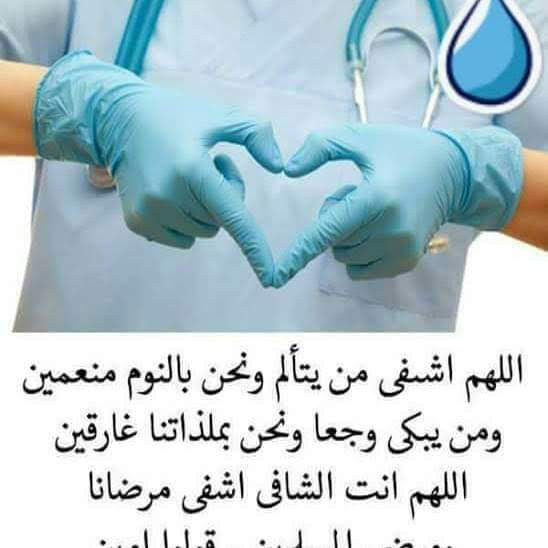 اللهم اشفى من يتألم ونحن بالنوم منعمين
ومن يبكى وجعا ونحن بملذاتنا غارقين
اللهم انت الشافى اشفى مرضانا